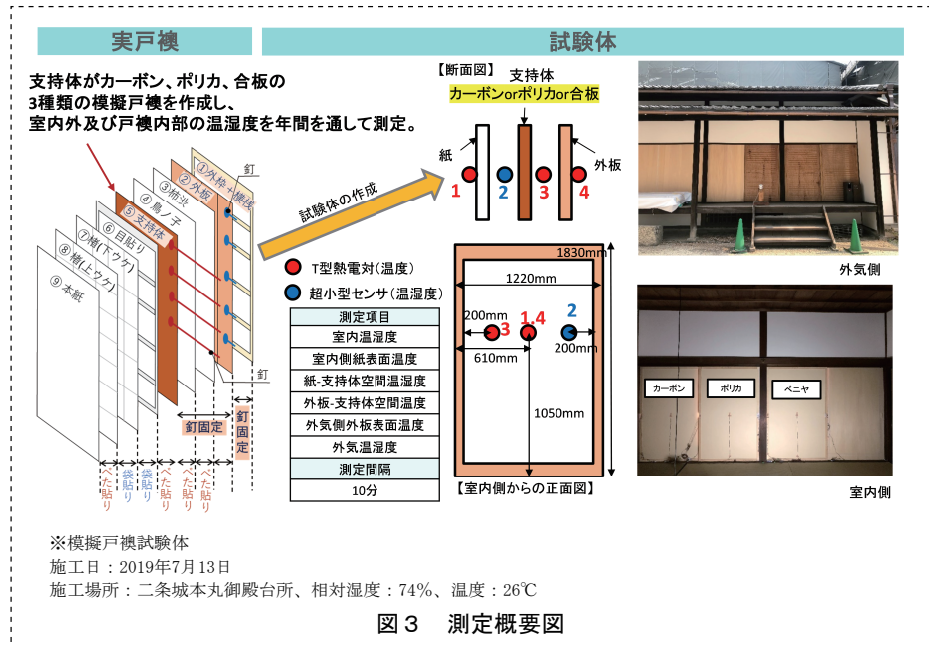 実戸襖
試験体
支持体がカーボン、ポリカ、合板の
3種類の模擬戸襖を作成し、
室内外及び戸襖内部の温湿度を年間を通して測定。
①外枠+横桟
②外板
③柿渋
④鳥ノ子
⑤支持体
⑥目貼り
⑦楮(下ウケ)
⑧楮(上ウケ)
⑨本紙
釘
釘
釘固定
釘固定
べた貼り
袋貼り
袋貼り
べた貼り
べた貼り
べた貼り
試験体の作成
【断面図】
支持体
カーボンorポリカor合板
紙
外板
1
2
3
4
T型熱電対(温度)
超小型センサ(温湿度)
測定項目
室内温湿度
室内側紙表面温度
紙-支持体空間温湿度
外板-支持体空間温度
外気側外板表面温度
外気温湿度
測定間隔
10分
1830mm
1220mm
200mm
3
1.4
2
610mm
200mm
1050mm
【室内側からの正面図】
外気側
カーボン
ポリカ
ベニヤ
室内側
※模擬戸襖試験体
施工日：2019年7月13日
施工場所：二条城本丸御殿台所、相対湿度：74%、温度：26℃
図３　測定概要図